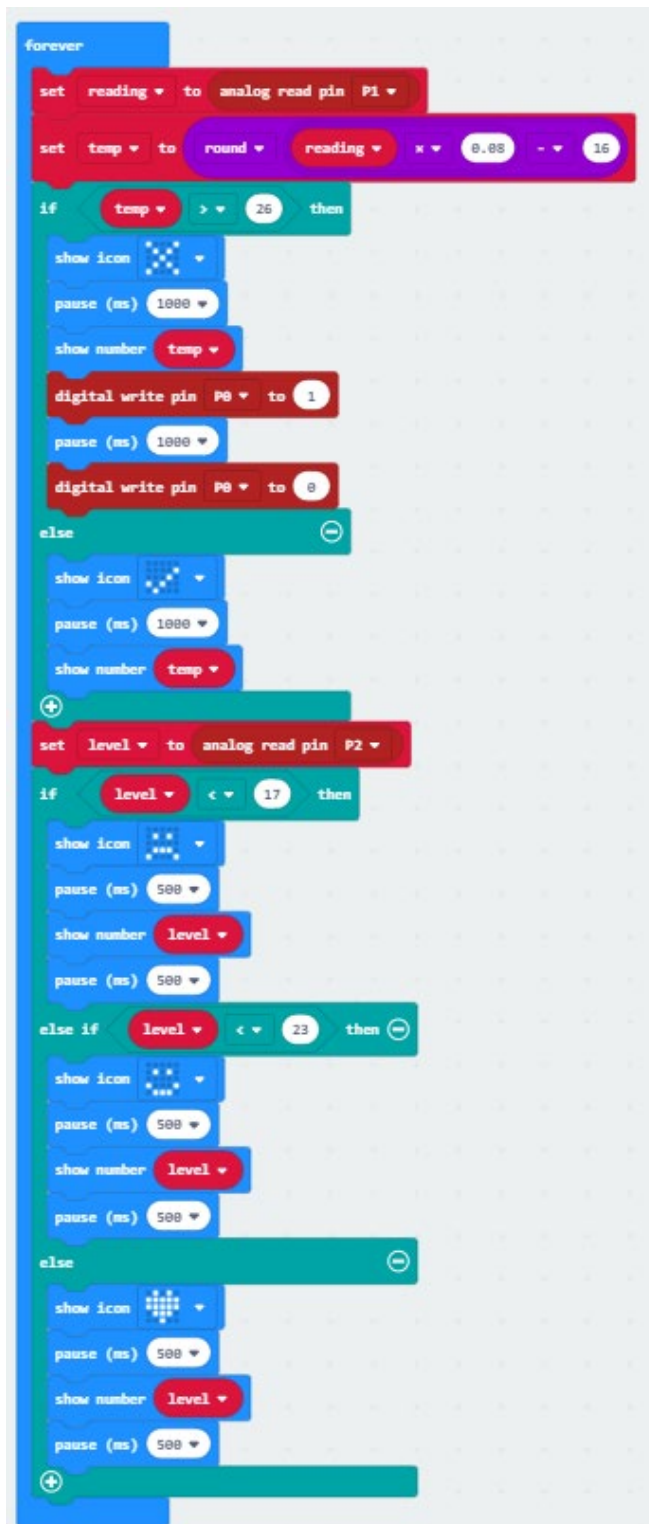 forever
set reading to analog read pin P1
set temp to round reading × 0.08 - 16
if temp > 26 then
show icon
pause (ms) 1000
show number temp
digital write pin P0 to 1
pause (ms) 1000
digital write pin P0 to 0
else
show icon
pause (ms) 1000
show number temp
set level to analog read pin P2
if level < 17 then
show icon
pause (ms) 500
show number level
pause (ms) 500
else if level < 23 then
show icon
pause (ms) 500
show number level
pause (ms) 500
else
show icon
pause (ms) 500
show number level
pause (ms) 500